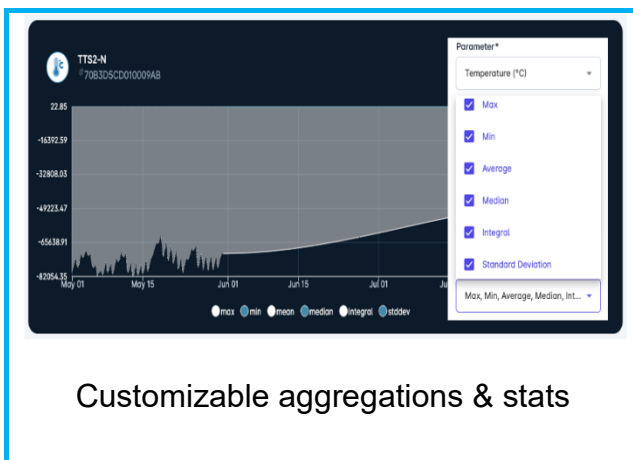 TTS2-N
#70B3D5CD010009AB
22.85
-16392.59
-32808.03
-49223.47
-65638.91
-82054.35
May 01 May 15 Jun 01 Jun 15 Jul 01 Ju
max min mean median integral stddev
Parameter*
Temperature (°C)
Max
Min
Average
Median
Integral
Standard Deviation
Max, Min, Average, Median, Int...
Customizable aggregations & stats